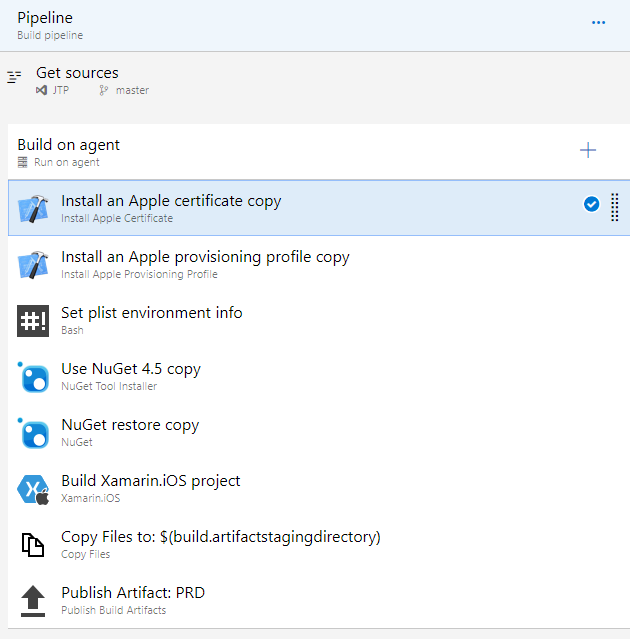 Pipeline
Build pipeline
Get sources
JTP master
Build on agent
Run on agent
Install an Apple certificate copy
Install Apple Certificate
Install an Apple provisioning profile copy
Install Apple Provisioning Profile
#!
Set plist environment info
Bash
Use NuGet 4.5 copy
NuGet Tool Installer
NuGet restore copy
NuGet
Build Xamarin.iOS project
Xamarin.iOS
Copy Files to: $(build.artifactstagingdirectory)
Copy Files
Publish Artifact: PRD
Publish Build Artifacts